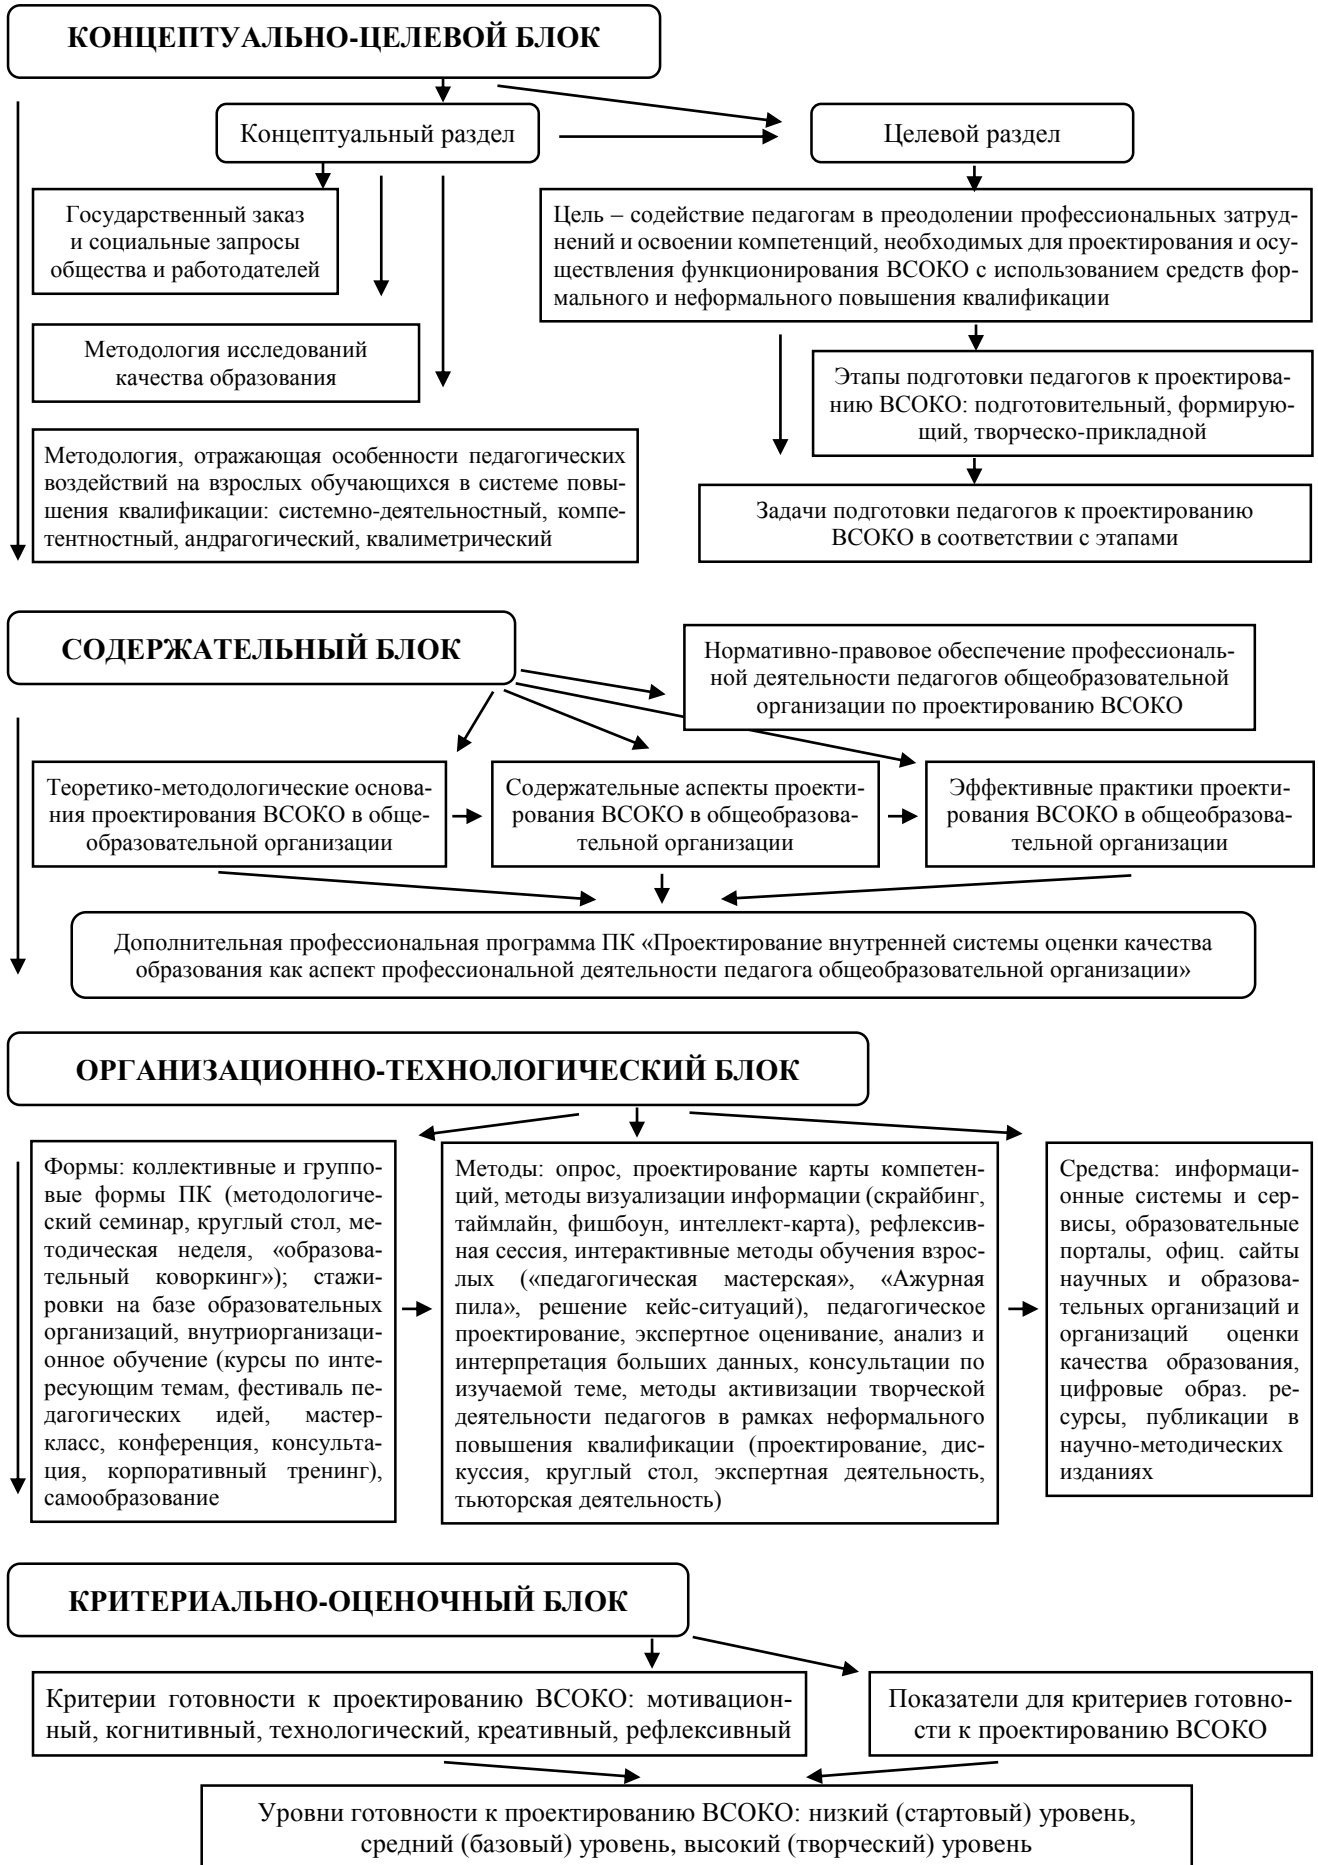 КОНЦЕПТУАЛЬНО-ЦЕЛЕВОЙ БЛОК
Концептуальный раздел
Целевой раздел
Государственный заказ
и социальные запросы
общества и работодателей
Методология исследований
качества образования
Методология, отражающая особенности педагогических
воздействий на взрослых обучающихся в системе повы-
шения квалификации: системно-деятельностный, компе-
тентностный, андрагогический, квалиметрический
Цель – содействие педагогам в преодолении профессиональных затруд-
нений и освоении компетенций, необходимых для проектирования и осу-
ществления функционирования ВСОКО с использованием средств фор-
мального и неформального повышения квалификации
Этапы подготовки педагогов к проектирова-
нию ВСОКО: подготовительный, формирую-
щий, творческо-прикладной
Задачи подготовки педагогов к проектированию
ВСОКО в соответствии с этапами
СОДЕРЖАТЕЛЬНЫЙ БЛОК
Нормативно-правовое обеспечение профессиональ-
ной деятельности педагогов общеобразовательной
организации по проектированию ВСОКО
Теоретико-методологические основа-
ния проектирования ВСОКО в обще-
образовательной организации
Содержательные аспекты проекти-
рования ВСОКО в общеобразова-
тельной организации
Эффективные практики проекти-
рования ВСОКО в общеобразова-
тельной организации
Дополнительная профессиональная программа ПК «Проектирование внутренней системы оценки качества
образования как аспект профессиональной деятельности педагога общеобразовательной организации»
ОРГАНИЗАЦИОННО-ТЕХНОЛОГИЧЕСКИЙ БЛОК
Формы: коллективные и группо-
вые формы ПК (методологиче-
ский семинар, круглый стол, ме-
тодическая неделя, «образова-
тельный коворкинг»); стажи-
ровки на базе образовательных
организаций, внутриорганизаци-
онное обучение (курсы по инте-
ресующим темам, фестиваль пе-
дагогических идей, мастер-
класс, конференция, консульта-
ция, корпоративный тренинг),
самообразование
Методы: опрос, проектирование карты компетен-
ций, методы визуализации информации (скрайбинг,
таймлайн, фишбоун, интеллект-карта), рефлексив-
ная сессия, интерактивные методы обучения взрос-
лых («педагогическая мастерская», «Ажурная
пила», решение кейс-ситуаций), педагогическое
проектирование, экспертное оценивание, анализ и
интерпретация больших данных, консультации по
изучаемой теме, методы активизации творческой
деятельности педагогов в рамках неформального
повышения квалификации (проектирование, дис-
куссия, круглый стол, экспертная деятельность,
тьюторская деятельность)
Средства: информаци-
онные системы и сер-
висы, образовательные
порталы, офиц. сайты
научных и образова-
тельных организаций и
организаций оценки
качества образования,
цифровые образ. ре-
сурсы, публикации в
научно-методических
изданиях
КРИТЕРИАЛЬНО-ОЦЕНОЧНЫЙ БЛОК
Критерии готовности к проектированию ВСОКО: мотивацион-
ный, когнитивный, технологический, креативный, рефлексивный
Показатели для критериев готовно-
сти к проектированию ВСОКО
Уровни готовности к проектированию ВСОКО: низкий (стартовый) уровень,
средний (базовый) уровень, высокий (творческий) уровень